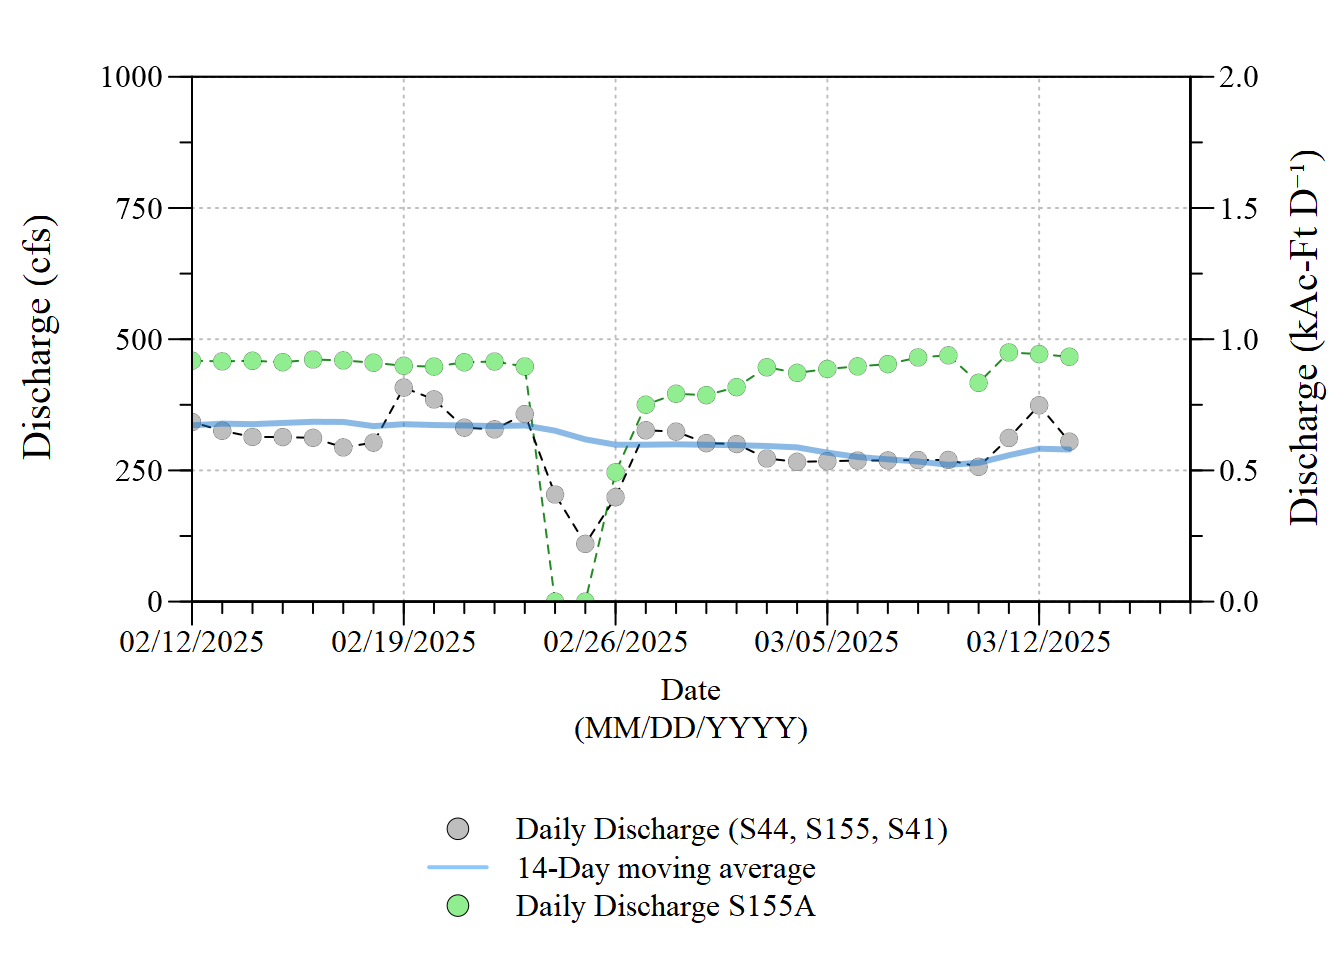 1000
750
500
250
0
Discharge (cfs)
2.0
1.5
1.0
0.5
0.0
Discharge (kAc-Ft D⁻¹)
02/12/2025 02/19/2025 02/26/2025 03/05/2025 03/12/2025
Date
(MM/DD/YYYY)
Daily Discharge (S44, S155, S41)
14-Day moving average
Daily Discharge S155A